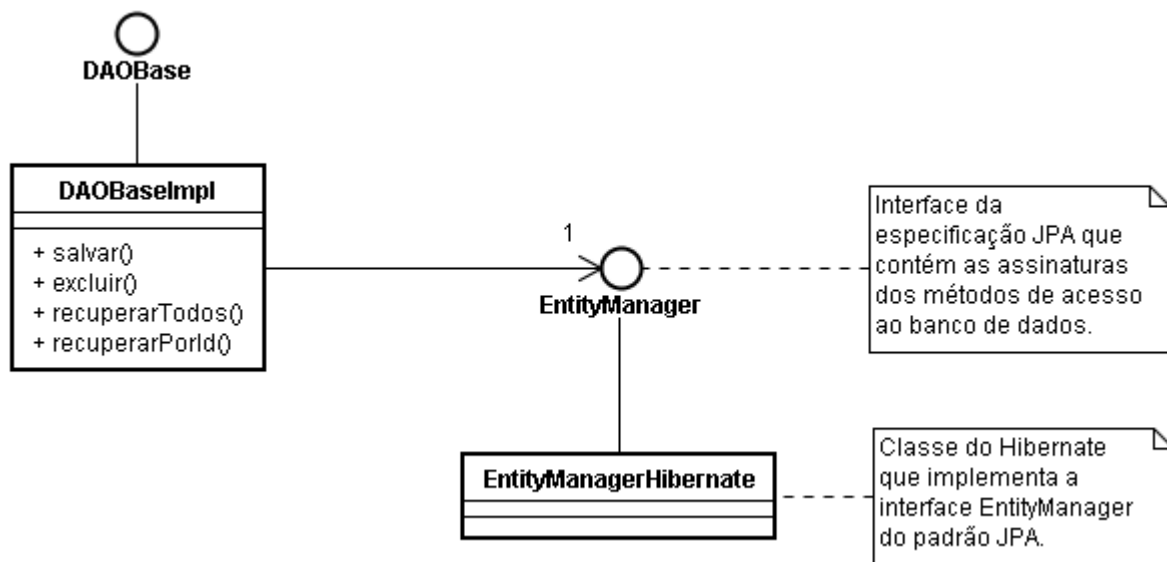 DAOBase
DAOBaseImpl
+ salvar()
+ excluir()
+ recuperarTodos()
+ recuperarPorId()
1
EntityManager
Interface da
especificação JPA que
contém as assinaturas
dos métodos de acesso
ao banco de dados.
EntityManagerHibernate
Classe do Hibernate
que implementa a
interface EntityManager
do padrão JPA.